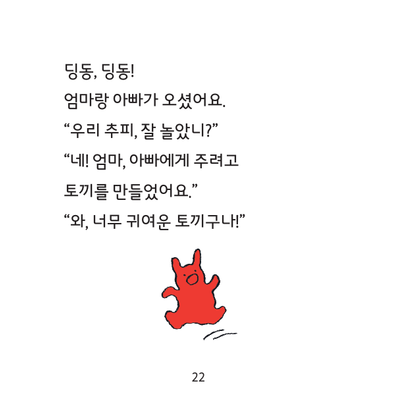 딩동, 딩동!
엄마랑 아빠가 오셨어요.
“우리 추피, 잘 놀았니?”
“네! 엄마, 아빠에게 주려고
토끼를 만들었어요.”
“와, 너무 귀여운 토끼구나!”
22